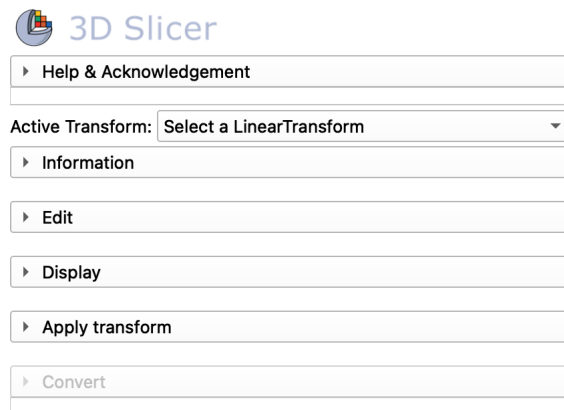 3D Slicer
Help & Acknowledgement
Active Transform: Select a LinearTransform
Information
Edit
Display
Apply transform
Convert